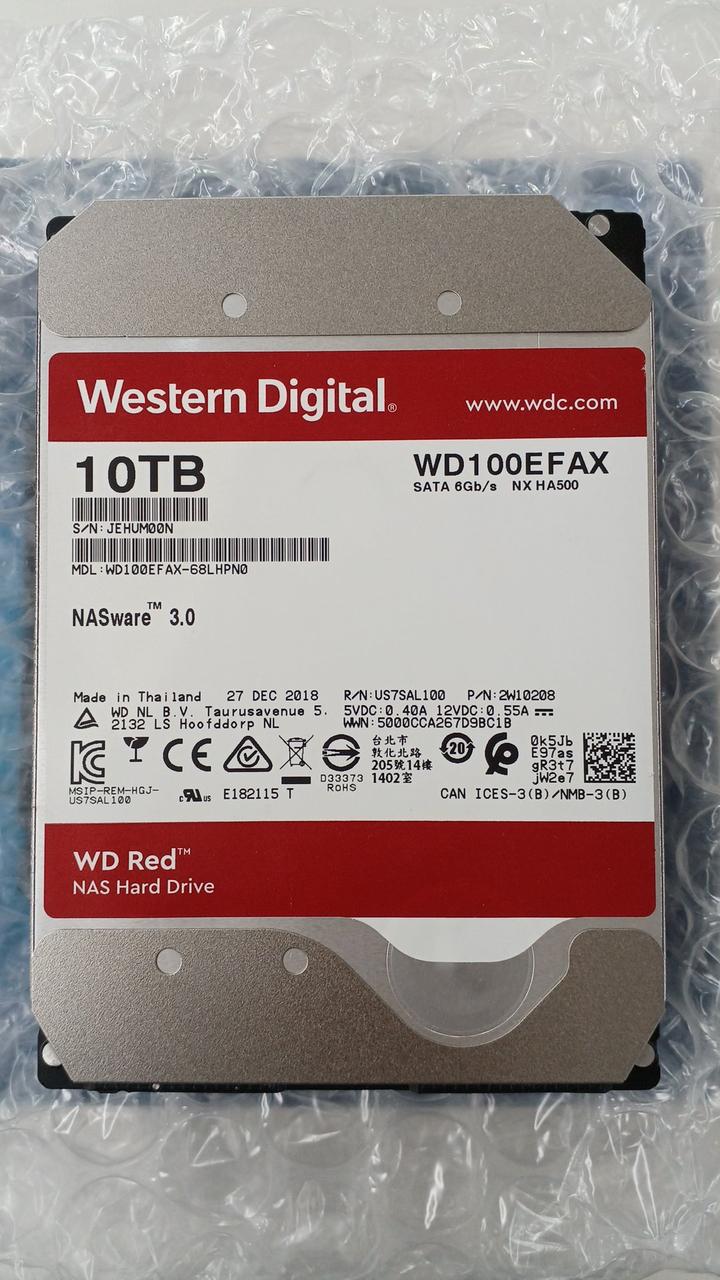 Western Digital®
www.wdc.com
10TB
WD100EFAX
SATA 6Gb/s NX HA500
S/N:JEHUM00N
MDL:WD100EFAX-68LHPN0
NASware™ 3.0
Made in Thailand 27 DEC 2018 R/N:US7SAL100 P/N:2W10208
WD NL B.V. Taurusavenue 5. 5VDC:0.40A 12VDC:0.55A
2132 LS Hoofddorp NL WWN:5000CCA267D9BC1B
MSIP-REM-HGJ-
US7SAL100
CE
c RU us E182115 T
D33373
RoHS
台北市
敦化北路
205號14樓
1402室
20
0k5Jb
E97as
gR3t7
jW2e7
CAN ICES-3(B)/NMB-3(B)
WD Red™
NAS Hard Drive